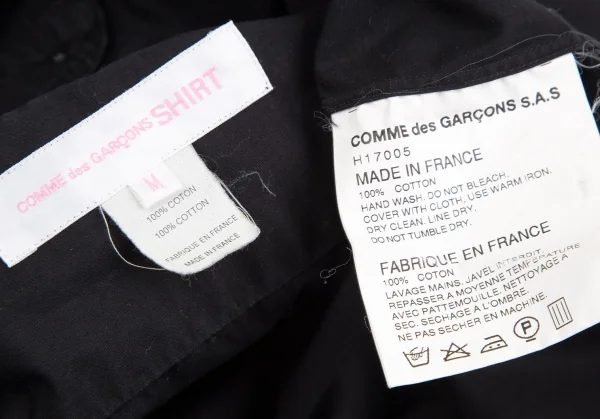 COMME des GARÇONS SHIRT
M
100% COTTON
100% COTON
FABRIQUE EN FRANCE
MADE IN FRANCE
COMME des GARÇONS S.A.S
H17005
MADE IN FRANCE
100% COTTON
HAND WASH. DO NOT BLEACH.
COVER WITH CLOTH. USE WARM IRON.
DRY CLEAN. LINE DRY.
DO NOT TUMBLE DRY.
FABRIQUE EN FRANCE
100% COTON
LAVAGE MAINS. JAVEL INTERDIT.
REPASSER A MOYENNE TEMPÉRATURE
AVEC PATTEMOUILLE. NETTOYAGE A
SEC. SECHAGE A L'OMBRE.
NE PAS SECHER EN MACHINE.
P